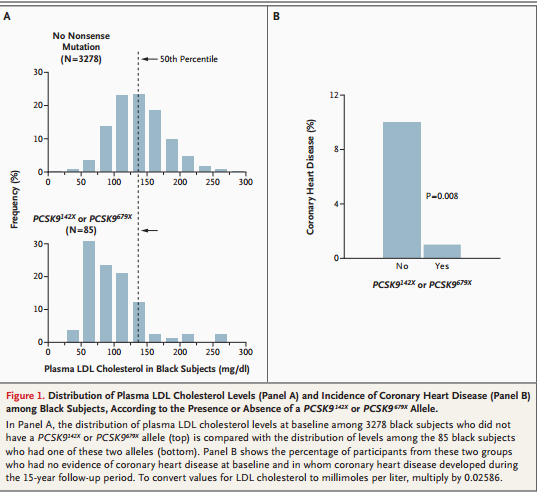 A
No Nonsense
Mutation
(N=3278)
50th Percentile
30
20
10
0
0 50 100 150 200 250 300
Frequency (%)
PCSK9142X or PCSK9679X
(N=85)
30
20
10
0
0 50 100 150 200 250 300
Plasma LDL Cholesterol in Black Subjects (mg/dl)
B
12
8
4
0
Coronary Heart Disease (%)
P=0.008
No Yes
PCSK9142X or PCSK9679X
Figure 1. Distribution of Plasma LDL Cholesterol Levels (Panel A) and Incidence of Coronary Heart Disease (Panel B)
among Black Subjects, According to the Presence or Absence of a PCSK9142X or PCSK9679X Allele.
In Panel A, the distribution of plasma LDL cholesterol levels at baseline among 3278 black subjects who did not
have a PCSK9142X or PCSK9679X allele (top) is compared with the distribution of levels among the 85 black subjects
who had one of these two alleles (bottom). Panel B shows the percentage of participants from these two groups
who had no evidence of coronary heart disease at baseline and in whom coronary heart disease developed during
the 15-year follow-up period. To convert values for LDL cholesterol to millimoles per liter, multiply by 0.02586.